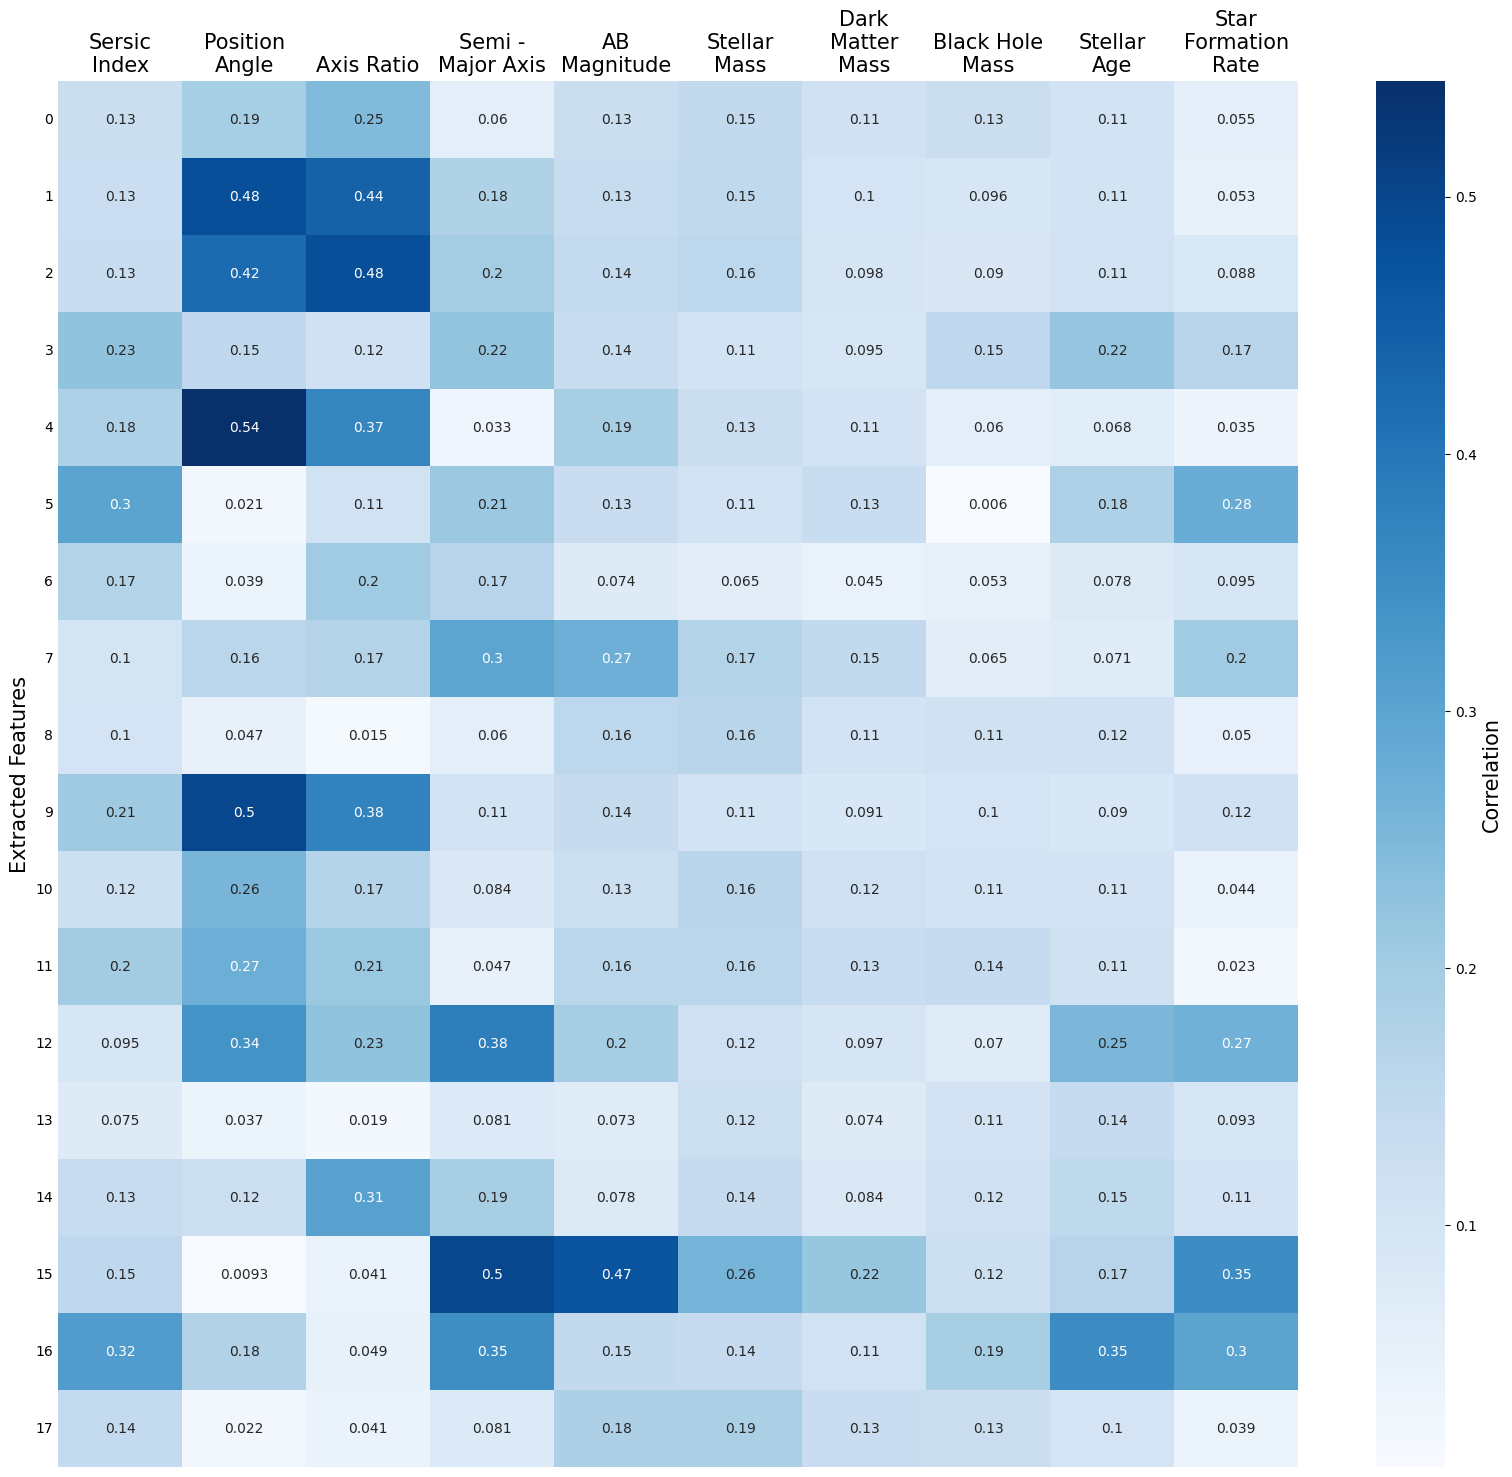 Sersic Index
Position Angle
Axis Ratio
Semi - Major Axis
AB Magnitude
Stellar Mass
Dark Matter Mass
Black Hole Mass
Stellar Age
Star Formation Rate
0 0.13 0.19 0.25 0.06 0.13 0.15 0.11 0.13 0.11 0.055
1 0.13 0.48 0.44 0.18 0.13 0.15 0.1 0.096 0.11 0.053
2 0.13 0.42 0.48 0.2 0.14 0.16 0.098 0.09 0.11 0.088
3 0.23 0.15 0.12 0.22 0.14 0.11 0.095 0.15 0.22 0.17
4 0.18 0.54 0.37 0.033 0.19 0.13 0.11 0.06 0.068 0.035
5 0.3 0.021 0.11 0.21 0.13 0.11 0.13 0.006 0.18 0.28
6 0.17 0.039 0.2 0.17 0.074 0.065 0.045 0.053 0.078 0.095
7 0.1 0.16 0.17 0.3 0.27 0.17 0.15 0.065 0.071 0.2
8 0.1 0.047 0.015 0.06 0.16 0.16 0.11 0.11 0.12 0.05
9 0.21 0.5 0.38 0.11 0.14 0.11 0.091 0.1 0.09 0.12
10 0.12 0.26 0.17 0.084 0.13 0.16 0.12 0.11 0.11 0.044
11 0.2 0.27 0.21 0.047 0.16 0.16 0.13 0.14 0.11 0.023
12 0.095 0.34 0.23 0.38 0.2 0.12 0.097 0.07 0.25 0.27
13 0.075 0.037 0.019 0.081 0.073 0.12 0.074 0.11 0.14 0.093
14 0.13 0.12 0.31 0.19 0.078 0.14 0.084 0.12 0.15 0.11
15 0.15 0.0093 0.041 0.5 0.47 0.26 0.22 0.12 0.17 0.35
16 0.32 0.18 0.049 0.35 0.15 0.14 0.11 0.19 0.35 0.3
17 0.14 0.022 0.041 0.081 0.18 0.19 0.13 0.13 0.1 0.039
Extracted Features
0.5
0.4
0.3
0.2
0.1
Correlation